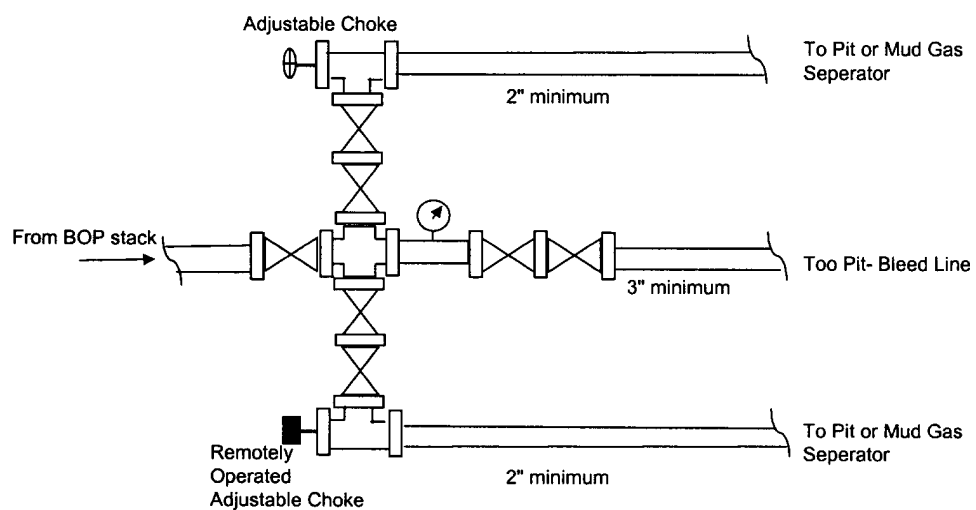 Adjustable Choke
To Pit or Mud Gas
Seperator
2" minimum
From BOP stack
Too Pit- Bleed Line
3" minimum
To Pit or Mud Gas
Seperator
Remotely
Operated
Adjustable Choke
2" minimum